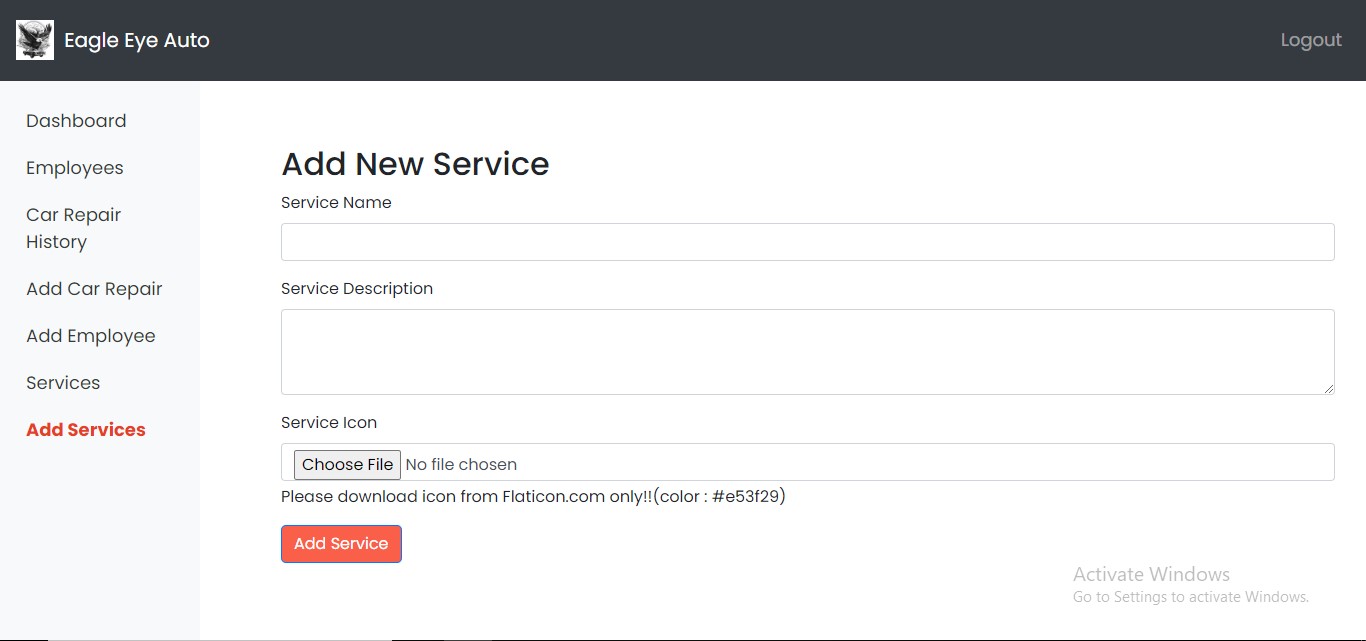 Eagle Eye Auto
Logout
Dashboard
Employees
Car Repair
History
Add Car Repair
Add Employee
Services
Add Services
Add New Service
Service Name
Service Description
Service Icon
Choose File No file chosen
Please download icon from Flaticon.com only!!(color : #e53f29)
Add Service
Activate Windows
Go to Settings to activate Windows.